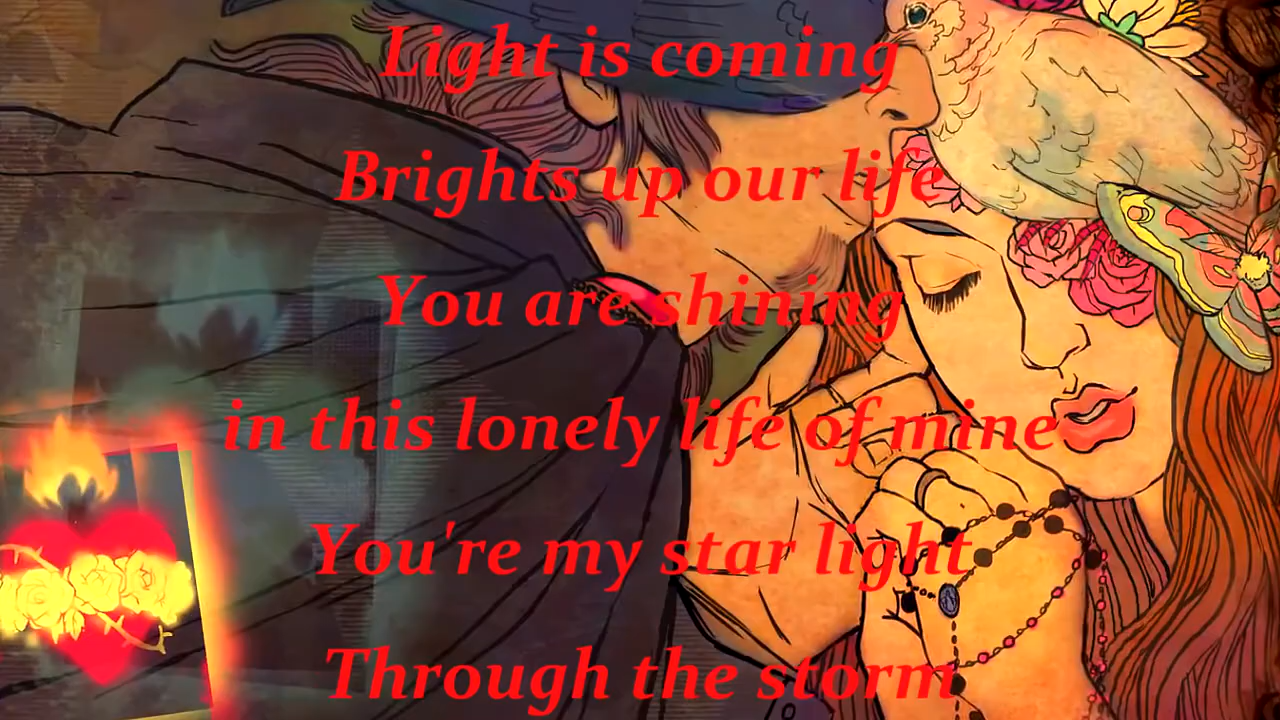 Light is coming
Brights up our life
You are shining
in this lonely life of mine
You're my star light
Through the storm